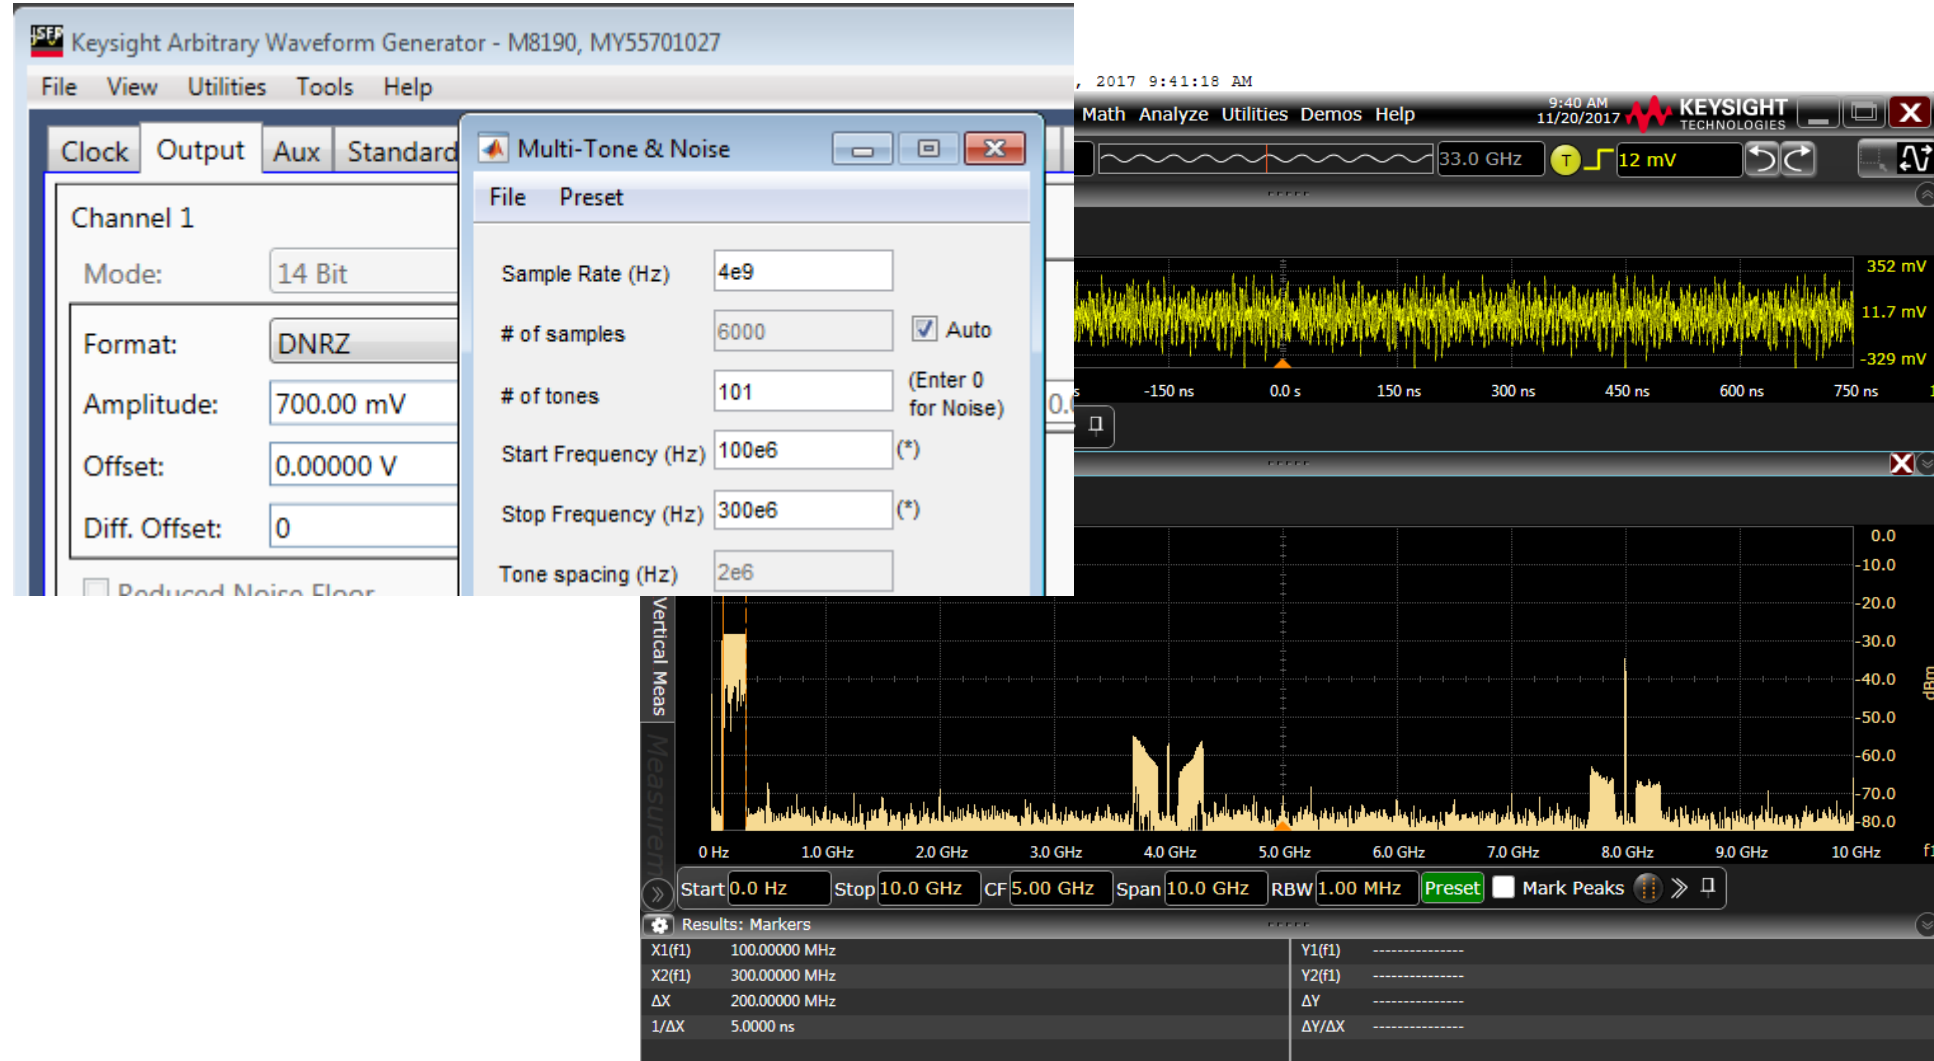 Keysight Arbitrary Waveform Generator - M8190, MY55701027
File View Utilities Tools Help
Clock Output Aux Standard
Channel 1
Mode: 14 Bit
Format: DNRZ
Amplitude: 700.00 mV
Offset: 0.00000 V
Diff. Offset: 0
Reduced Noise Floor
Multi-Tone & Noise
File Preset
Sample Rate (Hz) 4e9
# of samples 6000 Auto
# of tones 101 (Enter 0 for Noise)
Start Frequency (Hz) 100e6 (*)
Stop Frequency (Hz) 300e6 (*)
Tone spacing (Hz) 2e6
, 2017 9:41:18 AM
Math Analyze Utilities Demos Help
9:40 AM
11/20/2017
KEYSIGHT
TECHNOLOGIES
33.0 GHz T 12 mV
352 mV
11.7 mV
-329 mV
s -150 ns 0.0 s 150 ns 300 ns 450 ns 600 ns 750 ns
0.0
-10.0
-20.0
-30.0
-40.0
-50.0
-60.0
-70.0
-80.0
dBm
Vertical Meas
Measurem
0 Hz 1.0 GHz 2.0 GHz 3.0 GHz 4.0 GHz 5.0 GHz 6.0 GHz 7.0 GHz 8.0 GHz 9.0 GHz 10 GHz f1
Start 0.0 Hz Stop 10.0 GHz CF 5.00 GHz Span 10.0 GHz RBW 1.00 MHz Preset Mark Peaks
Results: Markers
X1(f1) 100.00000 MHz Y1(f1) ---------------
X2(f1) 300.00000 MHz Y2(f1) ---------------
ΔX 200.00000 MHz ΔY ---------------
1/ΔX 5.0000 ns ΔY/ΔX ---------------